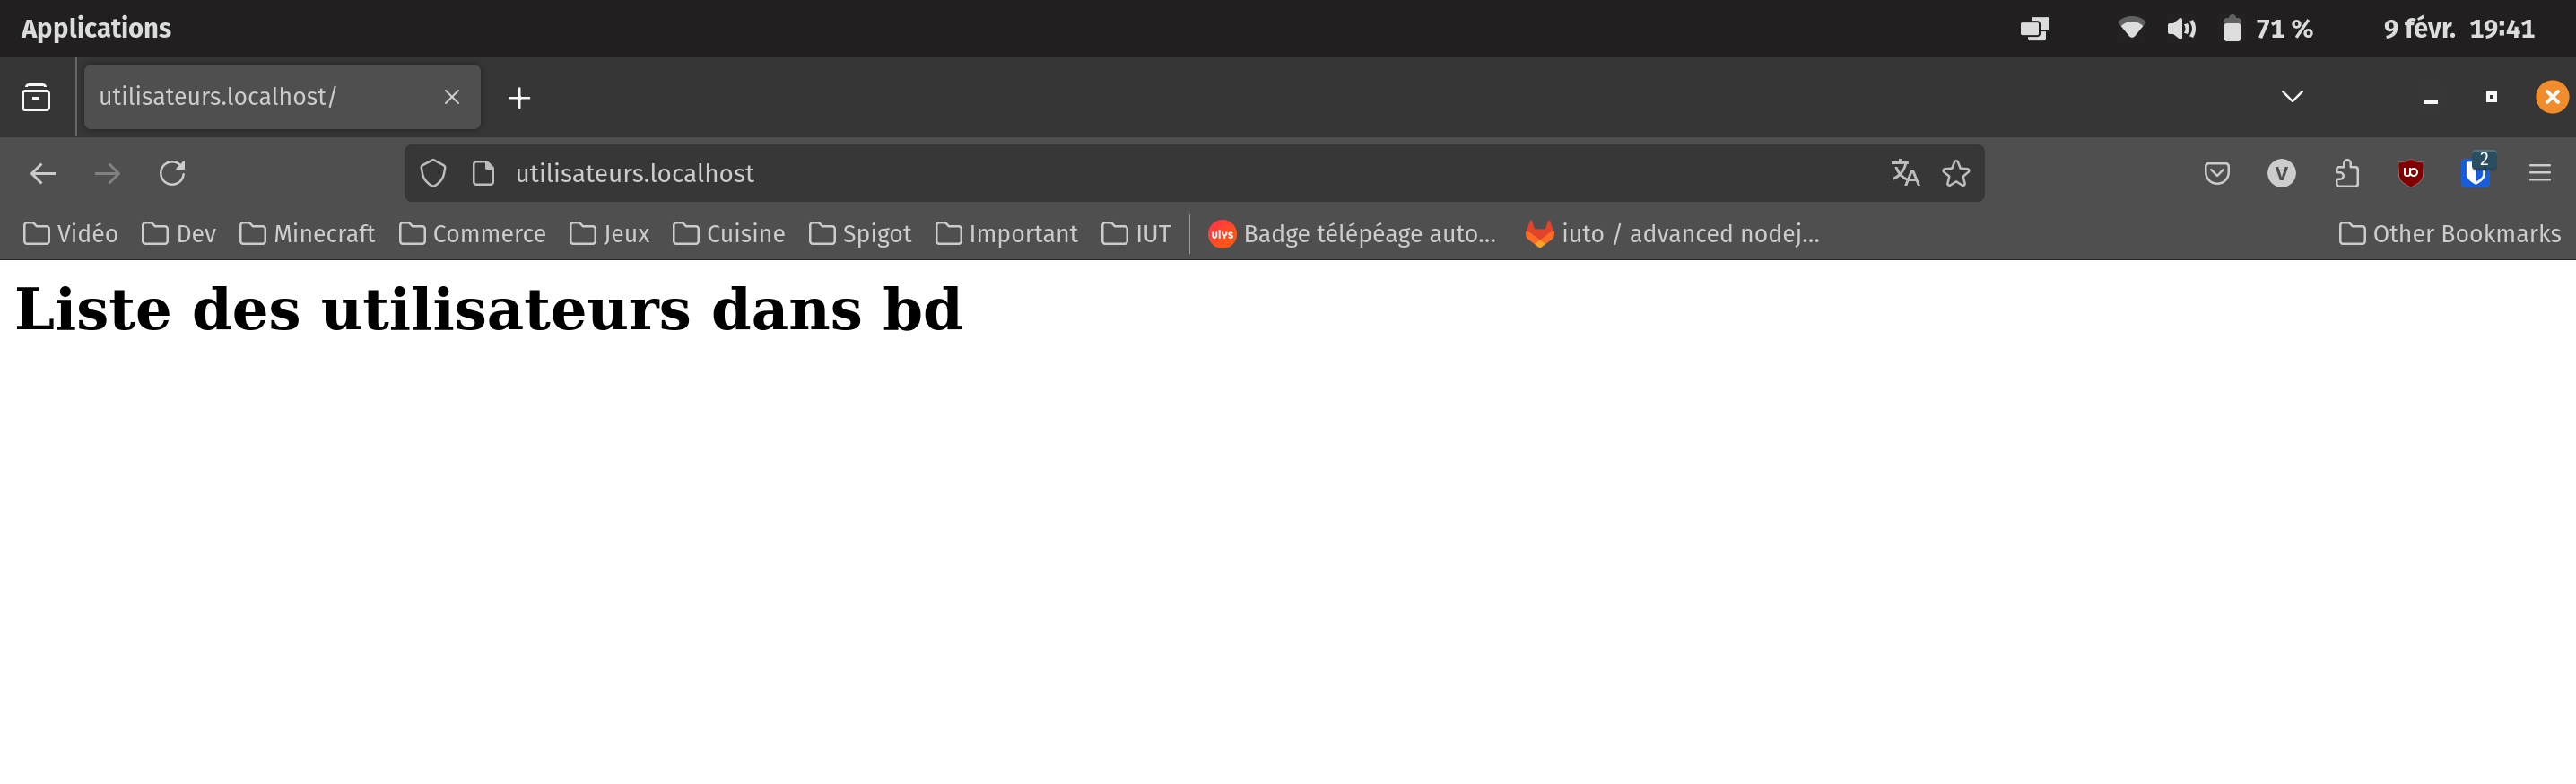 Applications 71 % 9 févr. 19:41
utilisateurs.localhost/
utilisateurs.localhost 2
Vidéo Dev Minecraft Commerce Jeux Cuisine Spigot Important IUT ulys Badge télépéage auto... iuto / advanced nodej... Other Bookmarks
Liste des utilisateurs dans bd